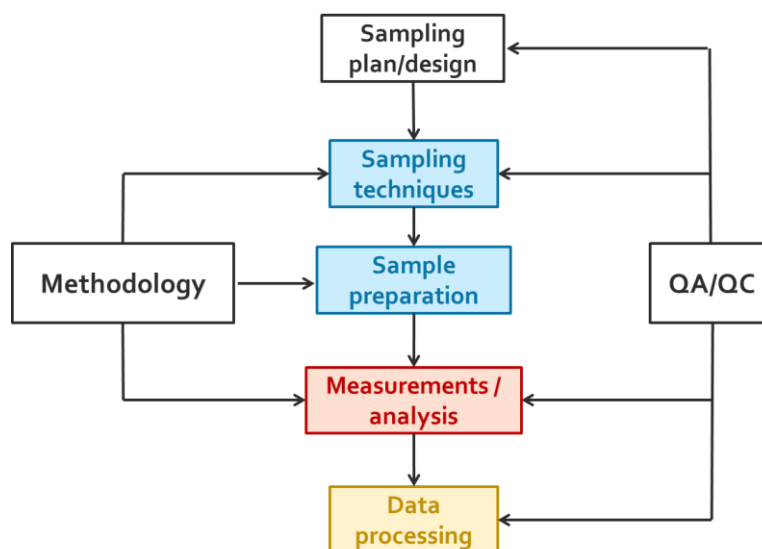 Sampling
plan/design
Sampling
techniques
Methodology
Sample
preparation
QA/QC
Measurements /
analysis
Data
processing